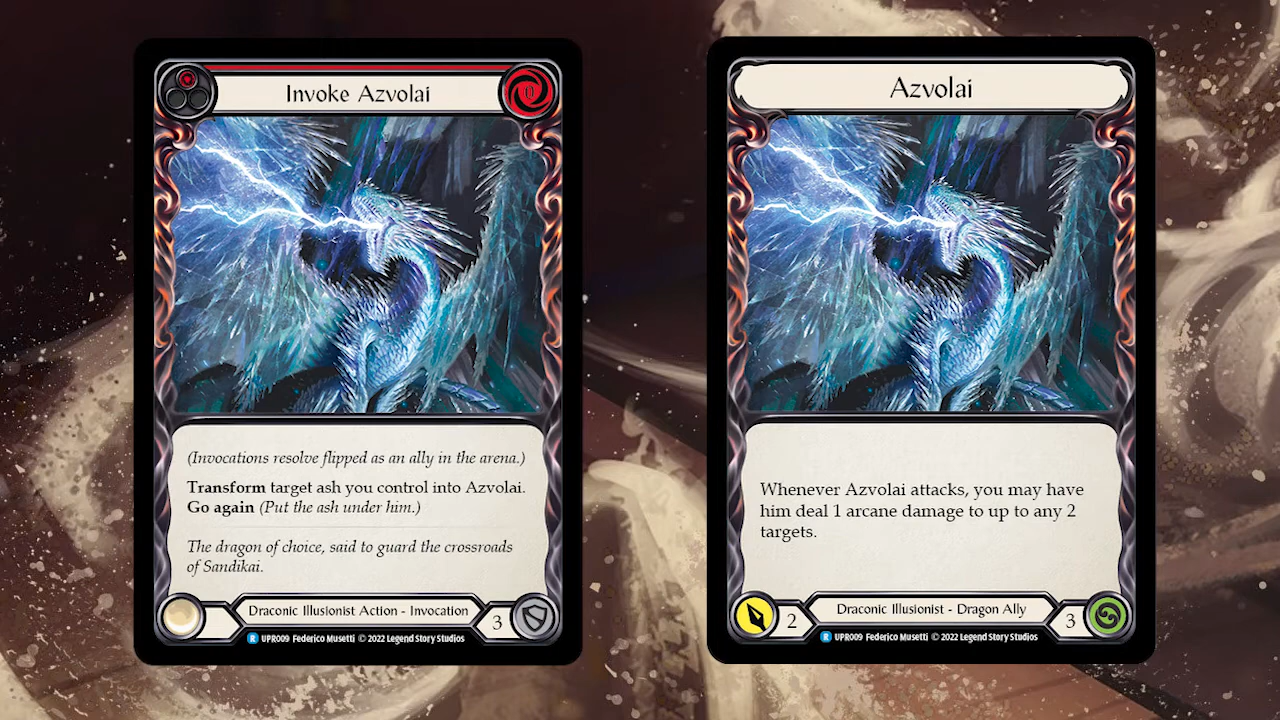 Invoke Azvolai
0
(Invocations resolve flipped as an ally in the arena.)
Transform target ash you control into Azvolai.
Go again (Put the ash under him.)
The dragon of choice, said to guard the crossroads
of Sandikai.
Draconic Illusionist Action - Invocation
3
R UPR009 Federico Musetti © 2022 Legend Story Studios
Azvolai
Whenever Azvolai attacks, you may have
him deal 1 arcane damage to up to any 2
targets.
2
Draconic Illusionist - Dragon Ally
3
R UPR009 Federico Musetti © 2022 Legend Story Studios